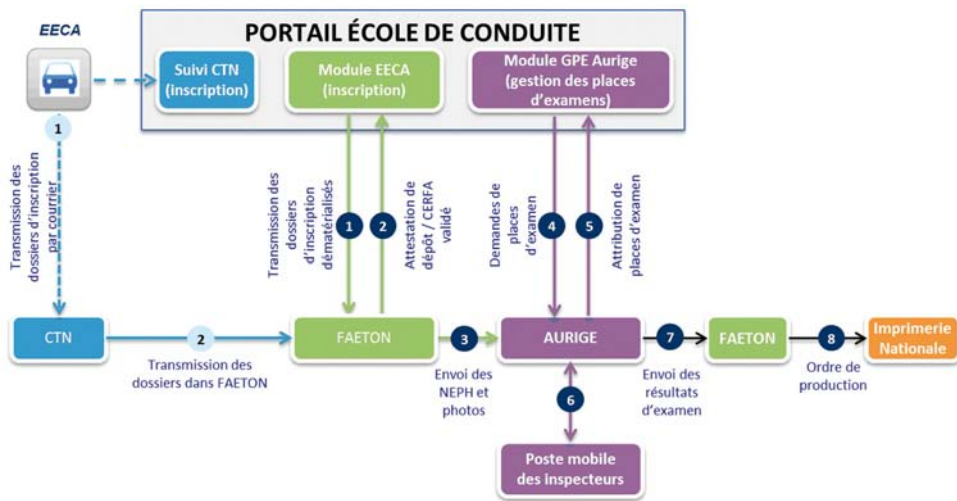 EECA
PORTAIL ÉCOLE DE CONDUITE
Suivi CTN
(inscription)
Module EECA
(inscription)
Module GPE Aurige
(gestion des places
d'examens)
1
Transmission des
dossiers d'inscription
par courrier
Transmission des
dossiers
d'inscription
dématérialisés
1
2
Attestation de
dépôt / CERFA
validé
Demandes de
places
d'examen
4
5
Attribution de
places d'examen
CTN
2
Transmission des
dossiers dans FAETON
FAETON
3
Envoi des
NEPH et
photos
AURIGE
7
Envoi des
résultats
d'examen
FAETON
8
Ordre de
production
Imprimerie
Nationale
6
Poste mobile
des inspecteurs